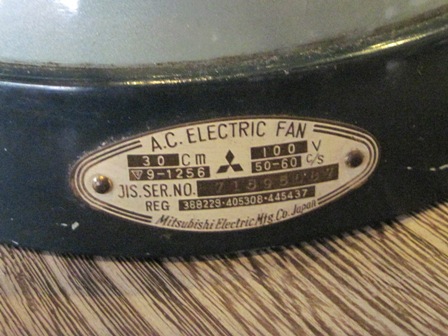 A.C. ELECTRIC FAN
30 Cm 100 V
▽9-1256 50-60 C/S
JIS.SER.NO.
REG 388229-405308-445437
Mitsubishi Electric Mfg. Co. Japan